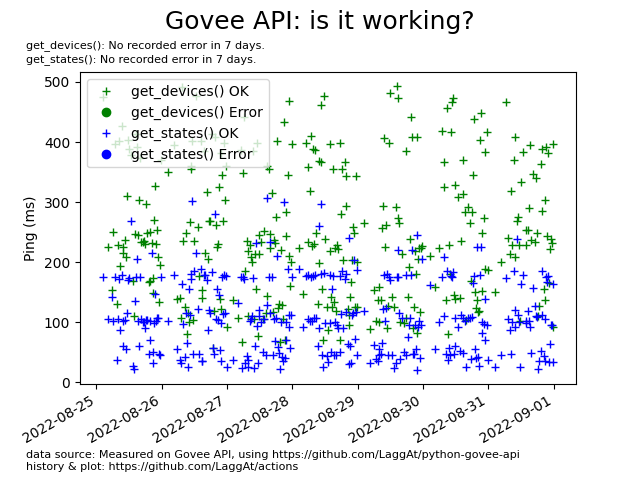 Govee API: is it working?
get_devices(): No recorded error in 7 days.
get_states(): No recorded error in 7 days.
get_devices() OK
get_devices() Error
get_states() OK
get_states() Error
Ping (ms)
500
400
300
200
100
0
2022-08-25
2022-08-26
2022-08-27
2022-08-28
2022-08-29
2022-08-30
2022-08-31
2022-09-01
data source: Measured on Govee API, using https://github.com/LaggAt/python-govee-api
history & plot: https://github.com/LaggAt/actions